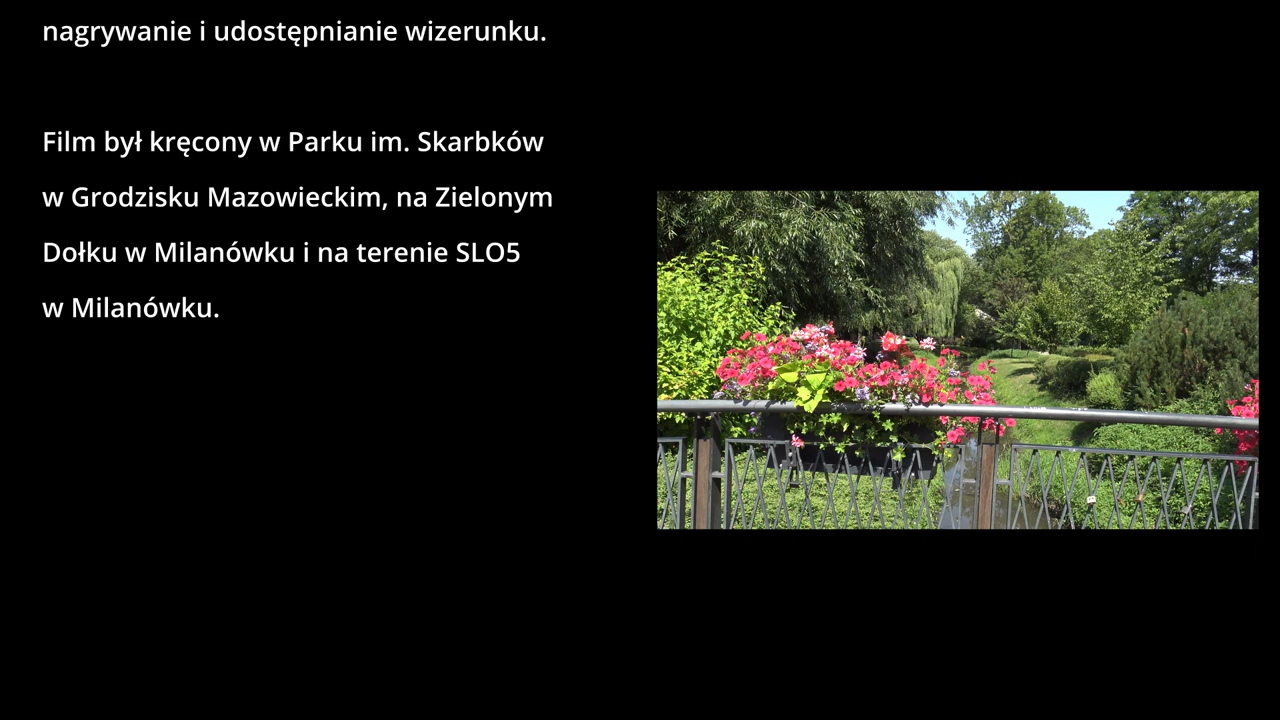 nagrywanie i udostępnianie wizerunku.
Film był kręcony w Parku im. Skarbków
w Grodzisku Mazowieckim, na Zielonym
Dołku w Milanówku i na terenie SLO5
w Milanówku.